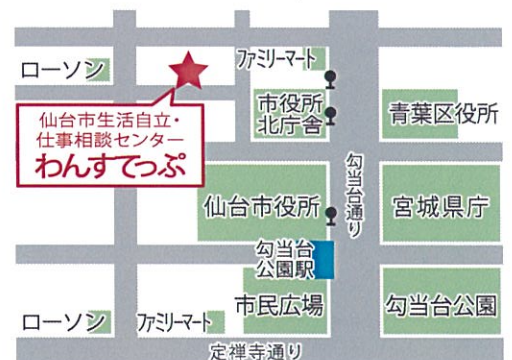 ローソン
ファミリーマート
市役所
北庁舎
青葉区役所
仙台市生活自立・
仕事相談センター
わんすてっぷ
仙台市役所
勾当台通り
宮城県庁
勾当台
公園駅
市民広場
勾当台公園
ローソン
ファミリーマート
定禅寺通り